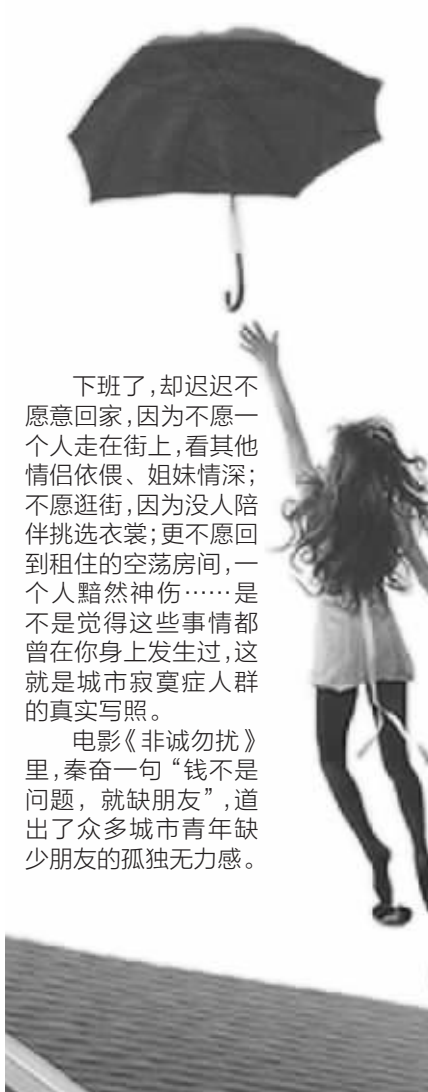 下班了，却迟迟不
愿意回家，因为不愿一
个人走在街上，看其他
情侣依偎、姐妹情深；
不愿逛街，因为没人陪
伴挑选衣裳；更不愿回
到租住的空荡房间，一
个人黯然神伤……是
不是觉得这些事情都
曾在你身上发生过，这
就是城市寂寞症人群
的真实写照。
电影《非诚勿扰》
里，秦奋一句“钱不是
问题，就缺朋友”，道
出了众多城市青年缺
少朋友的孤独无力感。